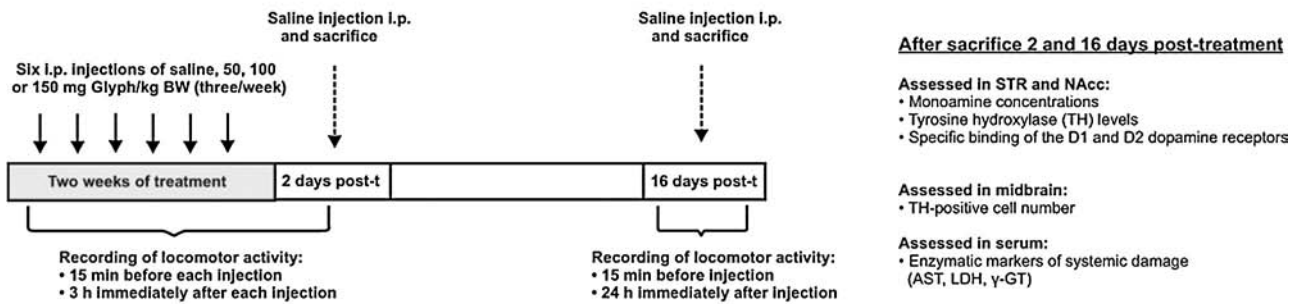 Saline injection i.p.
and sacrifice
Saline injection i.p.
and sacrifice
Six i.p. injections of saline, 50, 100
or 150 mg Glyph/kg BW (three/week)
Two weeks of treatment
2 days post-t
16 days post-t
Recording of locomotor activity:
• 15 min before each injection
• 3 h immediately after each injection
Recording of locomotor activity:
• 15 min before injection
• 24 h immediately after injection
After sacrifice 2 and 16 days post-treatment
Assessed in STR and NAcc:
• Monoamine concentrations
• Tyrosine hydroxylase (TH) levels
• Specific binding of the D1 and D2 dopamine receptors
Assessed in midbrain:
• TH-positive cell number
Assessed in serum:
• Enzymatic markers of systemic damage
(AST, LDH, γ-GT)